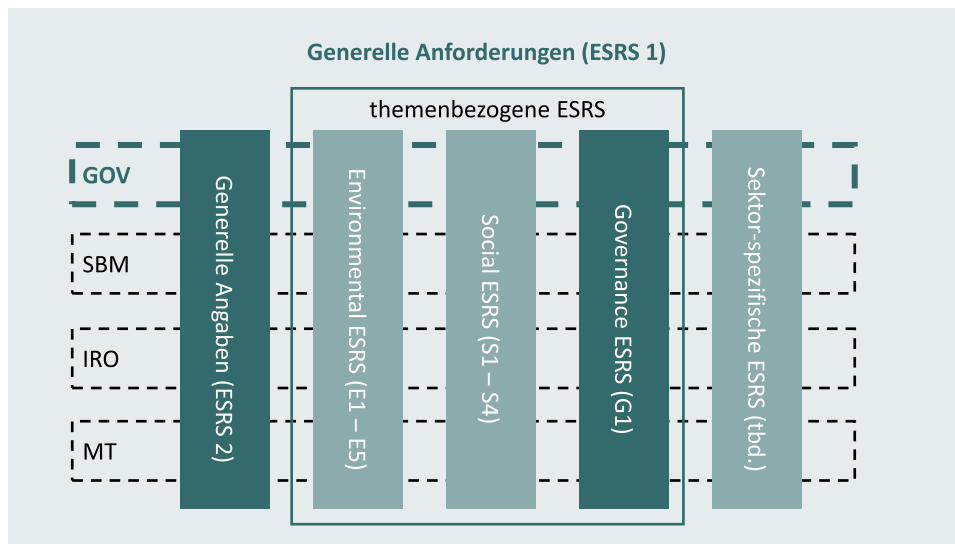 Generelle Anforderungen (ESRS 1)
themenbezogene ESRS
GOV
SBM
IRO
MT
Generelle Angaben (ESRS 2)
Environmental ESRS (E1 – E5)
Social ESRS (S1 – S4)
Governance ESRS (G1)
Sektor-spezifische ESRS (tbd.)